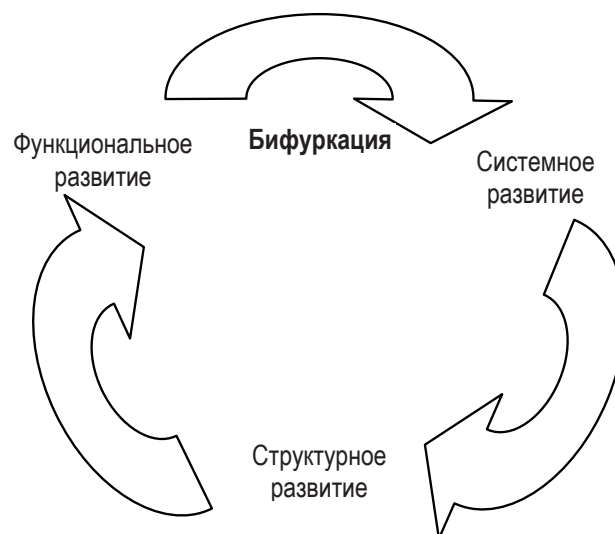 Функциональное
развитие
Бифуркация
Системное
развитие
Структурное
развитие